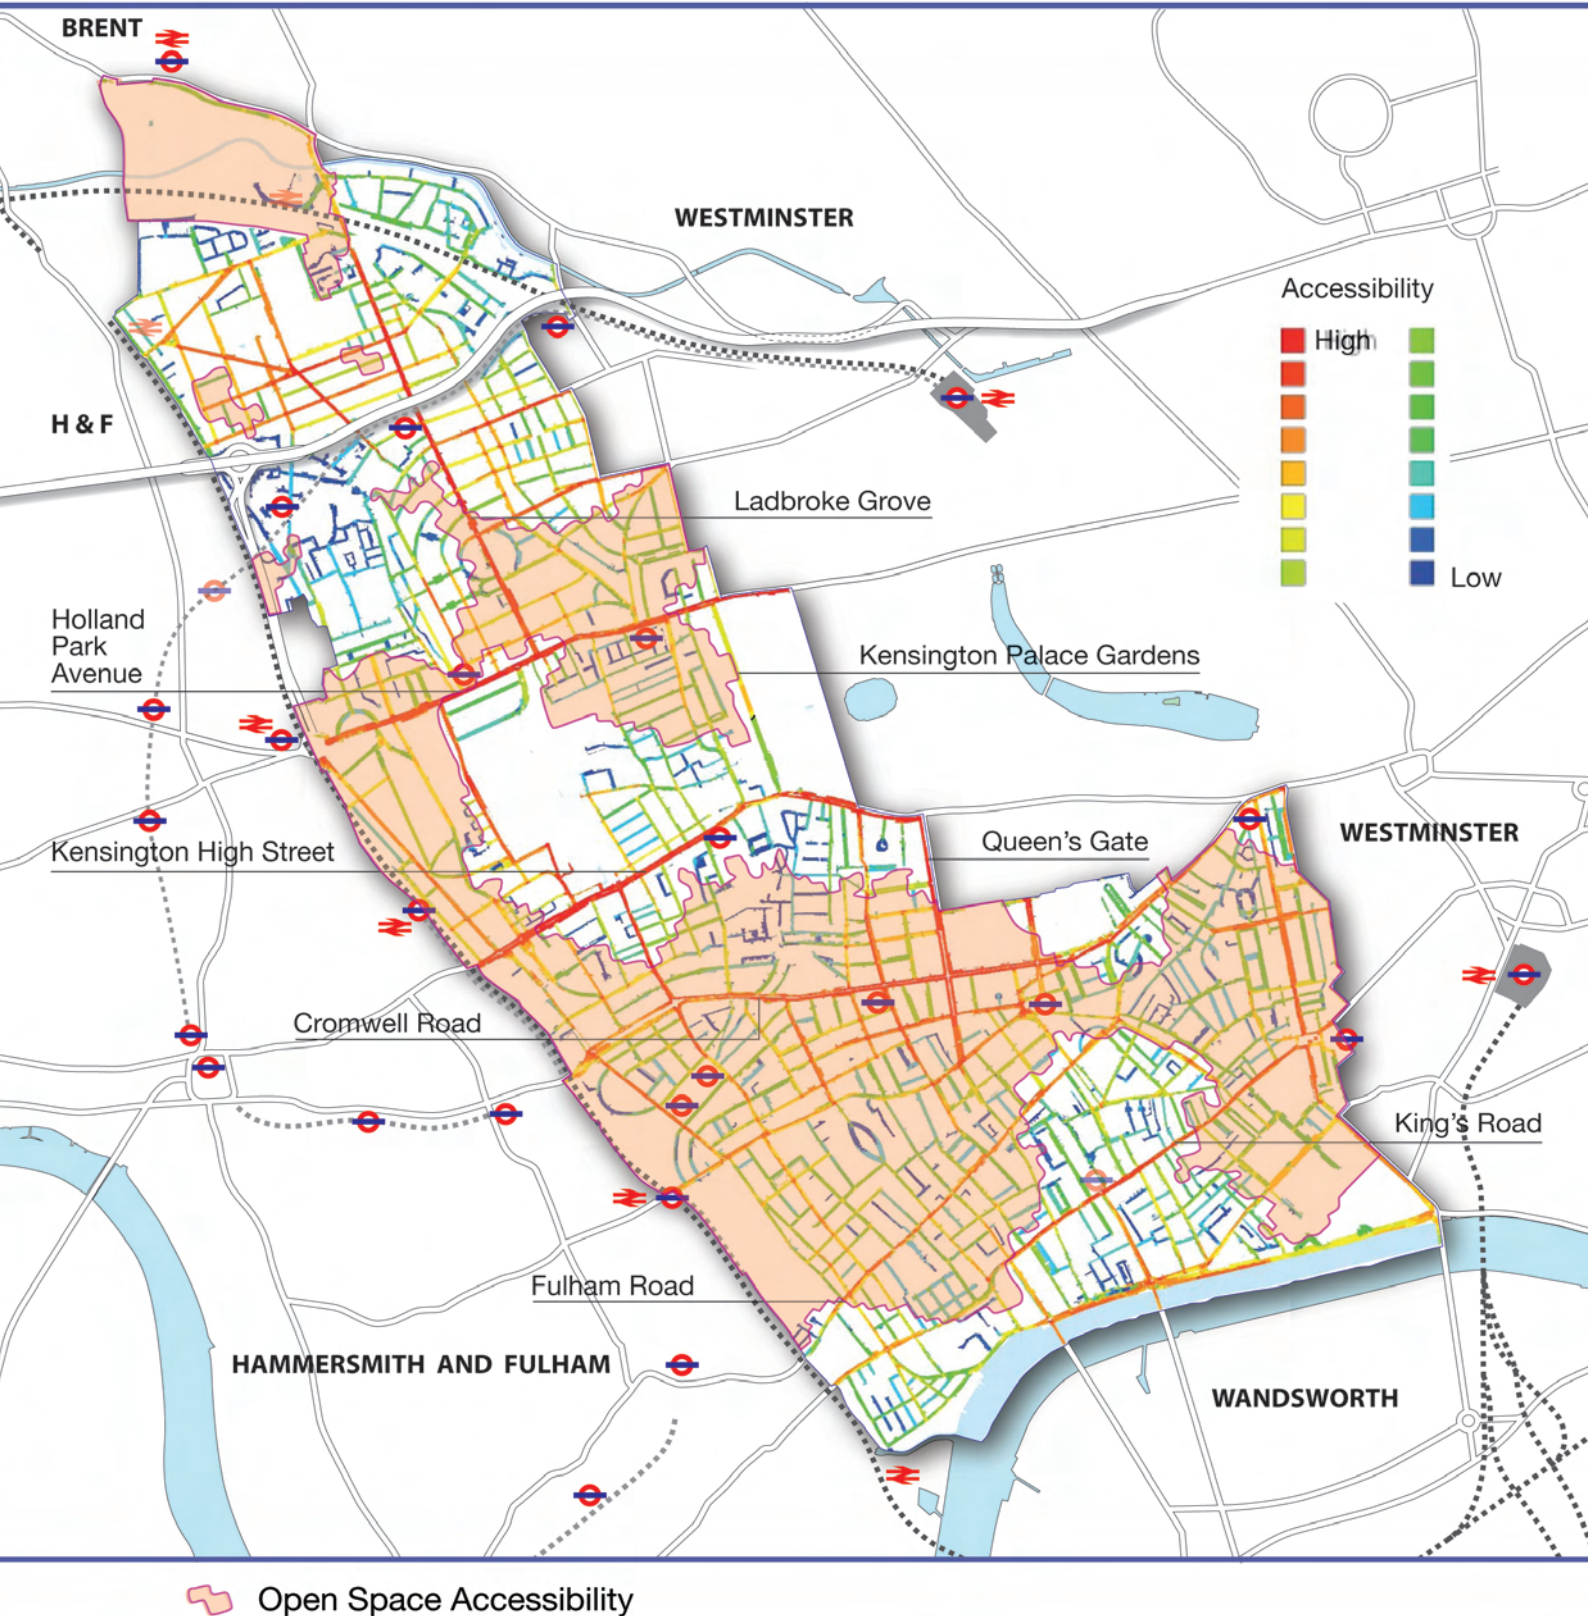 BRENT
WESTMINSTER
Accessibility
High
H & F
Ladbroke Grove
Low
Holland
Park
Avenue
Kensington Palace Gardens
Kensington High Street
Queen's Gate
WESTMINSTER
Cromwell Road
King's Road
Fulham Road
HAMMERSMITH AND FULHAM
WANDSWORTH
Open Space Accessibility